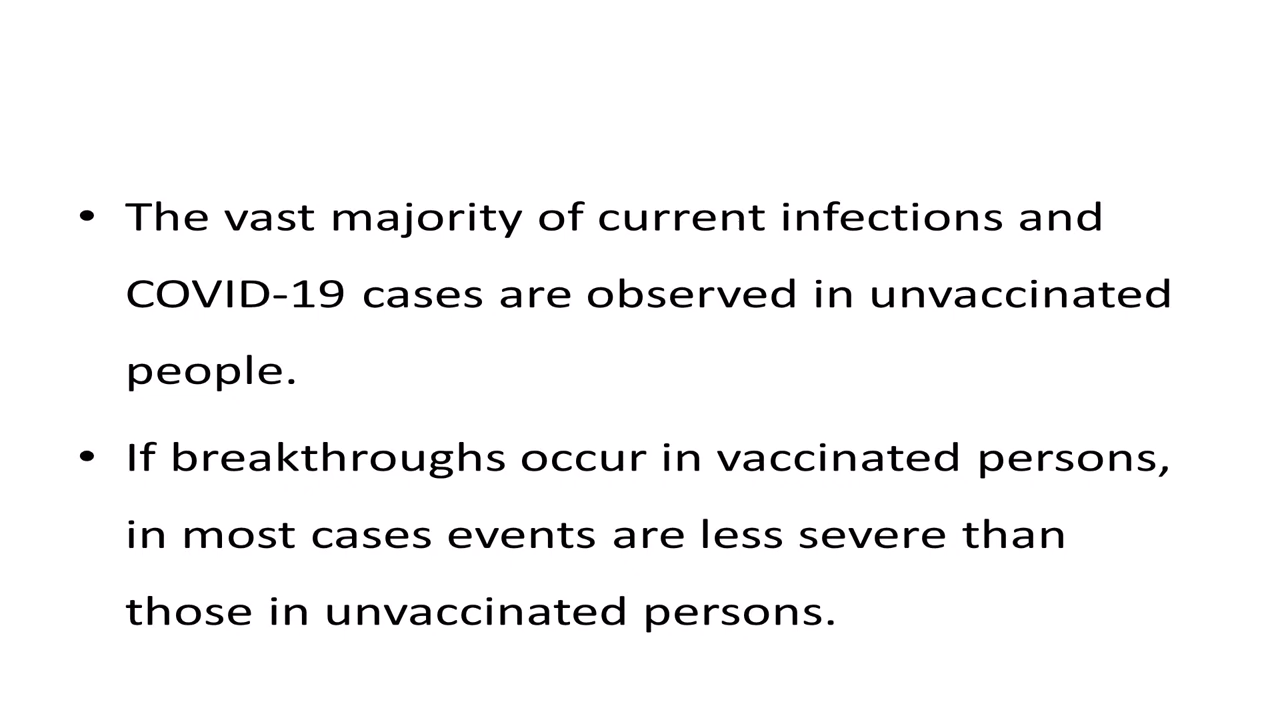 • The vast majority of current infections and
COVID-19 cases are observed in unvaccinated
people.
• If breakthroughs occur in vaccinated persons,
in most cases events are less severe than
those in unvaccinated persons.